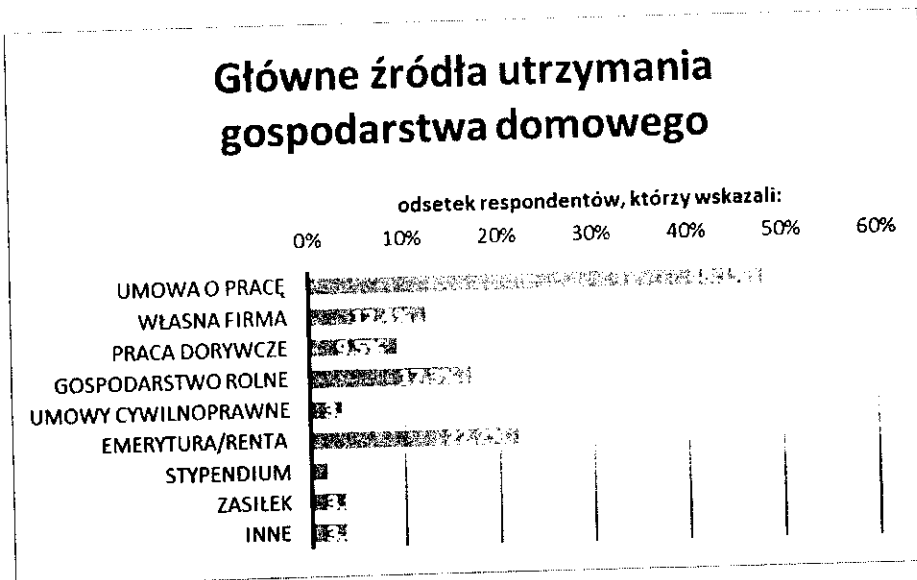 Główne źródła utrzymania
gospodarstwa domowego
odsetek respondentów, którzy wskazali:
0% 10% 20% 30% 40% 50% 60%
UMOWA O PRACĘ
WŁASNA FIRMA
PRACA DORYWCZE
GOSPODARSTWO ROLNE
UMOWY CYWILNOPRAWNE
EMERYTURA/RENTA
STYPENDIUM
ZASIŁEK
INNE